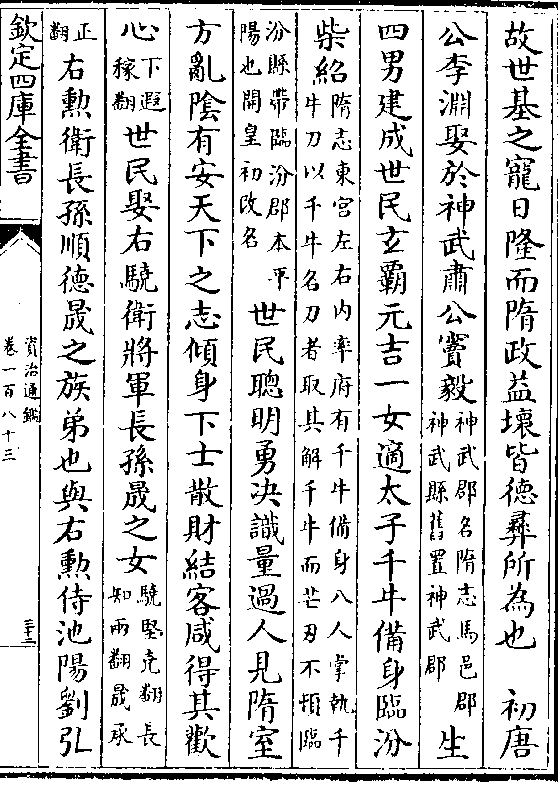 故世基之寵日隆而隋政益壞皆德彝所為也　初唐
公李淵娶於神武肅公竇毅
神武郡名隋志馬邑郡
神武縣舊置神武郡
生
四男建成世民玄霸元吉一女適太子千牛備身臨汾
柴紹
隋志東宮左右内率府有千牛備身八人掌執千
牛刀以千牛名刀者取其解千牛而芒刃不頓臨
汾縣帶臨汾郡本平
陽也開皇初改名
世民聰明勇决識量過人見隋室
方亂陰有安天下之志傾身下士散財結客咸得其歡
心
下遐
稼翻
世民娶右驍衛將軍長孫晟之女
驍堅堯翻長
知兩翻晟承
正
翻
右勲衛長孫順德晟之族弟也與右勲侍池陽劉弘
欽定四庫全書
資治通鑑
卷一百八十三